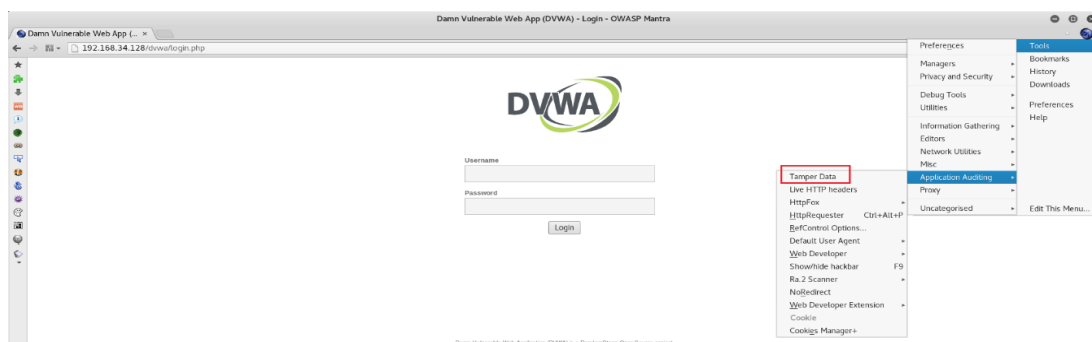 Damn Vulnerable Web App (DVWA) - Login - OWASP Mantra
Damn Vulnerable Web App (... ×
192.168.34.128/dvwa/login.php
DVWA
Username
Password
Login
Tools
Bookmarks
History
Downloads
Preferences
Help
Edit This Menu...
Preferences
Managers
Privacy and Security
Debug Tools
Utilities
Information Gathering
Editors
Network Utilities
Misc
Application Auditing
Proxy
Uncategorised
Tamper Data
Live HTTP headers
HttpFox
HttpRequester Ctrl+Alt+P
RefControl Options...
Default User Agent
Web Developer
Show/hide hackbar F9
Ra.2 Scanner
NoRedirect
Web Developer Extension
Cookie
Cookies Manager+